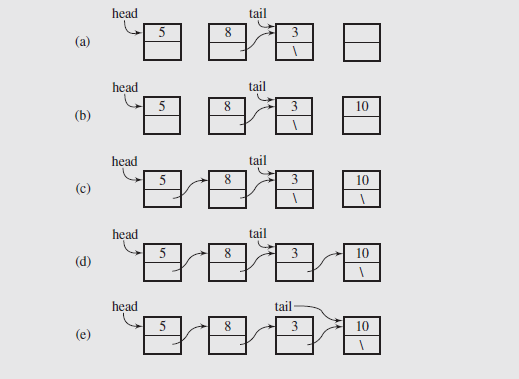 head tail
(a) 5 8 3
\
head tail
(b) 5 8 3 10
\
head tail
(c) 5 8 3 10
\ \
head tail
(d) 5 8 3 10
\
head tail
(e) 5 8 3 10
\